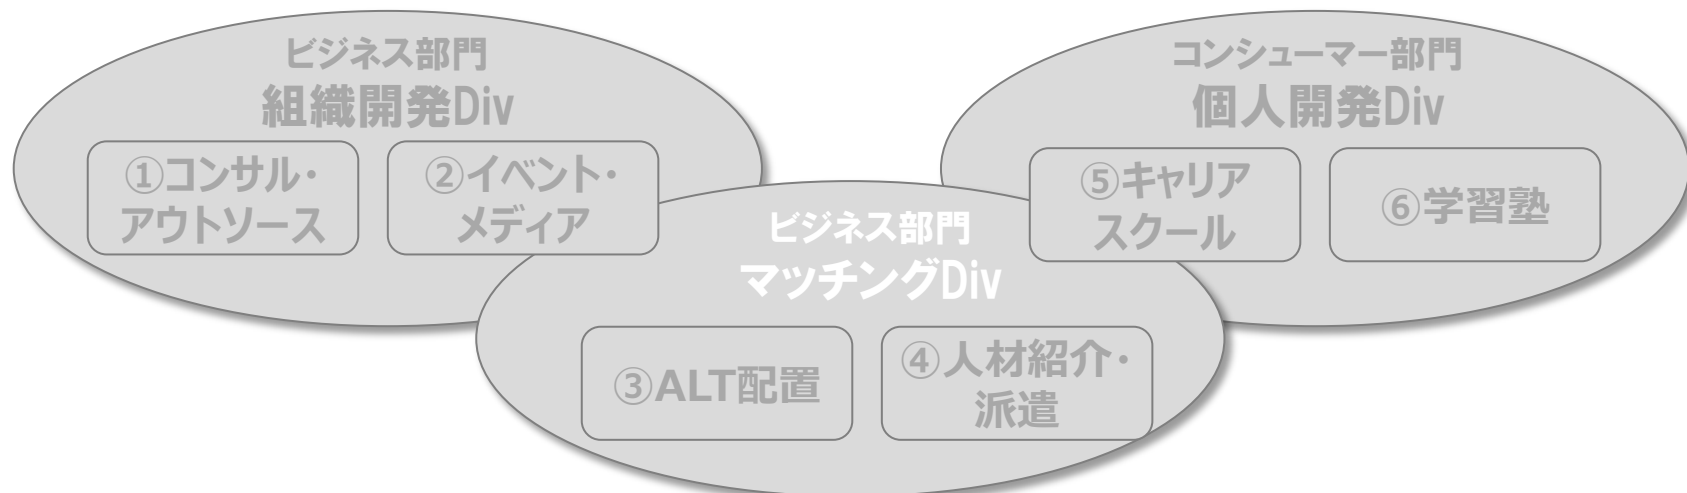 ビジネス部門
組織開発Div
①コンサル・
アウトソース
②イベント・
メディア
ビジネス部門
マッチングDiv
③ALT配置
④人材紹介・
派遣
コンシューマー部門
個人開発Div
⑤キャリア
スクール
⑥学習塾